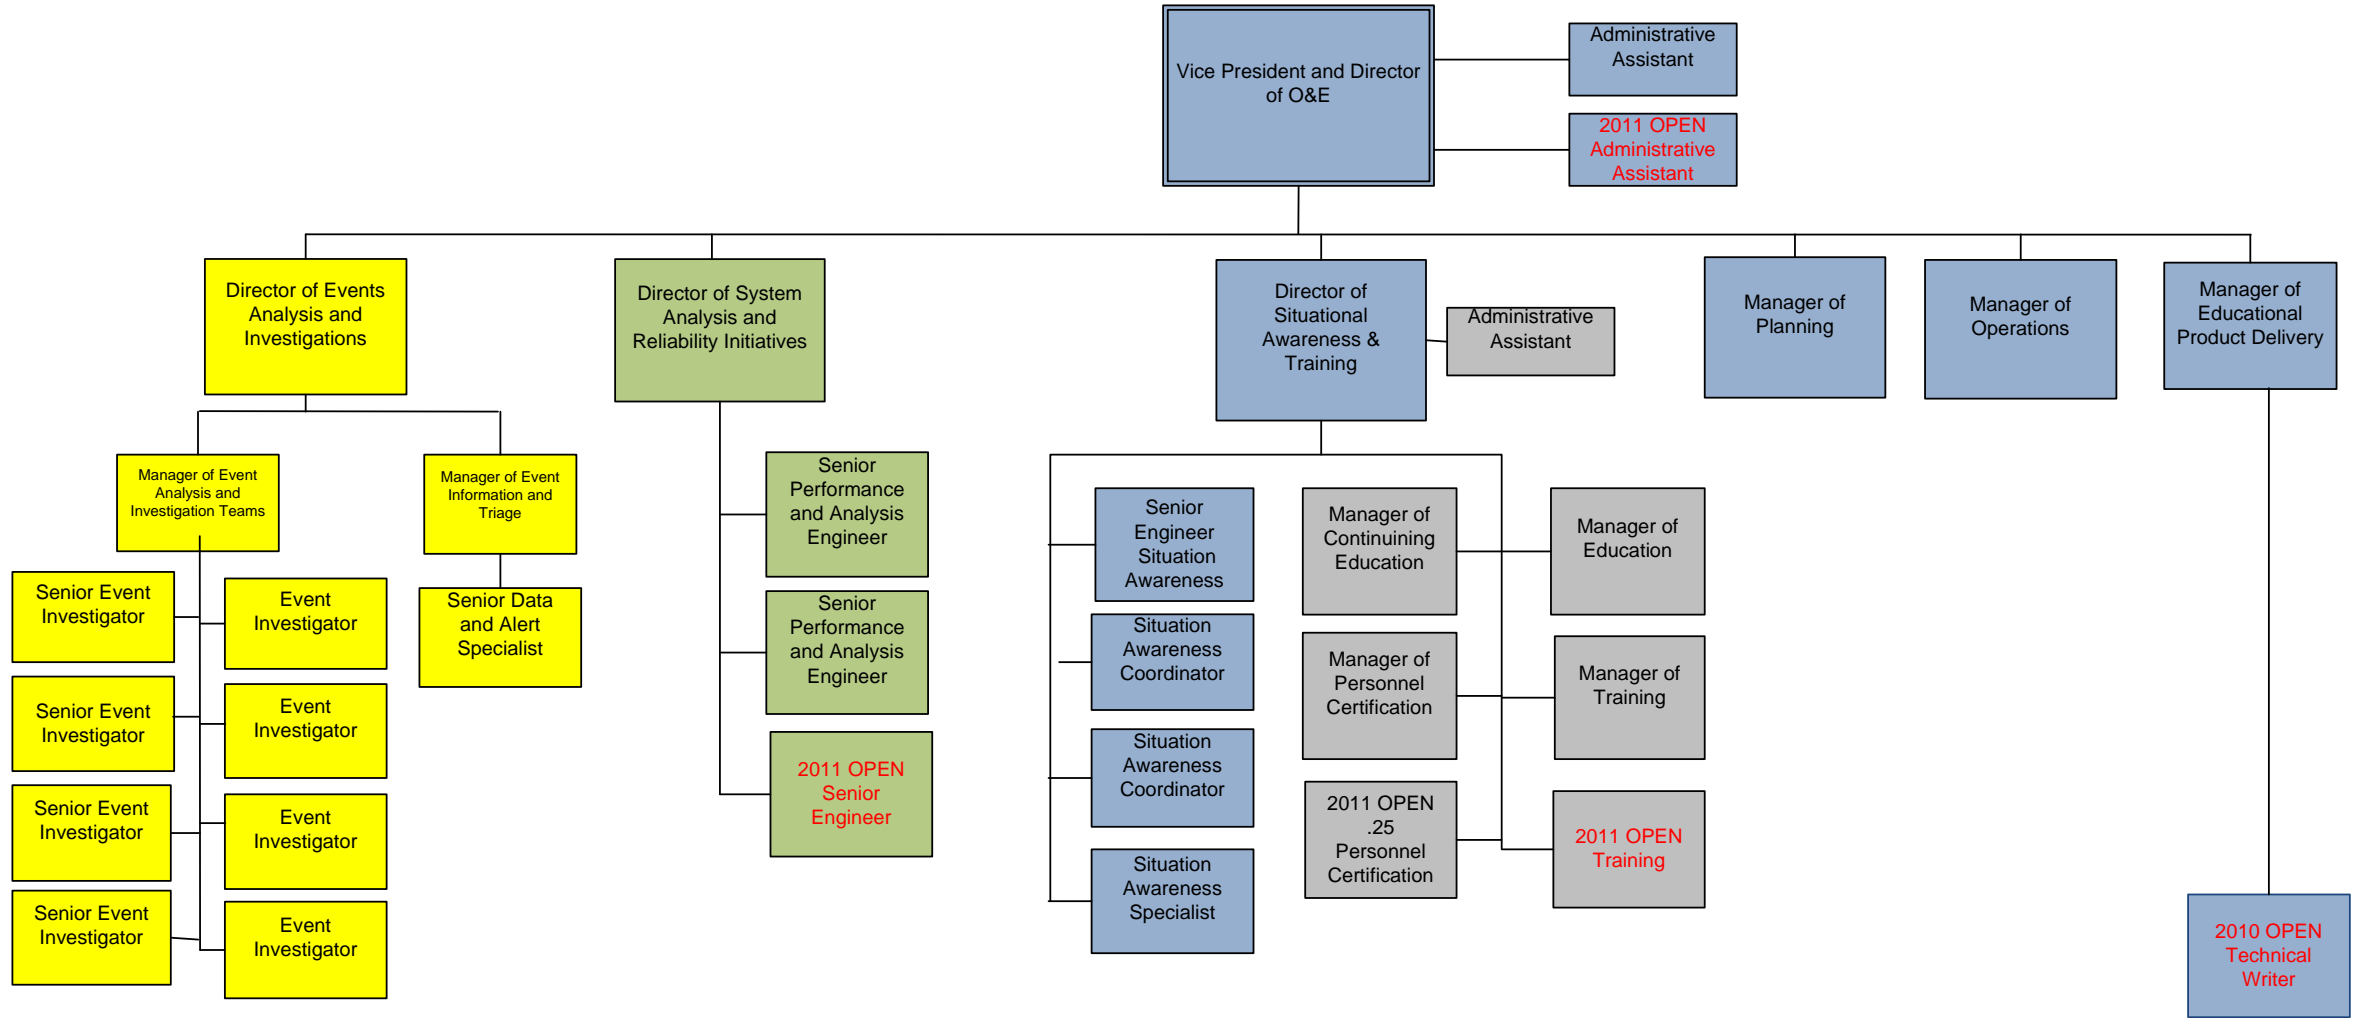 Vice President and Director
of O&E
Administrative
Assistant
2011 OPEN
Administrative
Assistant
Director of Events
Analysis and
Investigations
Director of System
Analysis and
Reliability Initiatives
Director of
Situational
Awareness &
Training
Administrative
Assistant
Manager of
Planning
Manager of
Operations
Manager of
Educational
Product Delivery
Manager of Event
Analysis and
Investigation Teams
Manager of Event
Information and
Triage
Senior Event
Investigator
Event
Investigator
Senior Data
and Alert
Specialist
Senior Event
Investigator
Event
Investigator
Senior Event
Investigator
Event
Investigator
Senior Event
Investigator
Event
Investigator
Senior
Performance
and Analysis
Engineer
Senior
Performance
and Analysis
Engineer
2011 OPEN
Senior
Engineer
Senior
Engineer
Situation
Awareness
Situation
Awareness
Coordinator
Situation
Awareness
Coordinator
Situation
Awareness
Specialist
Manager of
Continuining
Education
Manager of
Education
Manager of
Personnel
Certification
Manager of
Training
2011 OPEN
.25
Personnel
Certification
2011 OPEN
Training
2010 OPEN
Technical
Writer